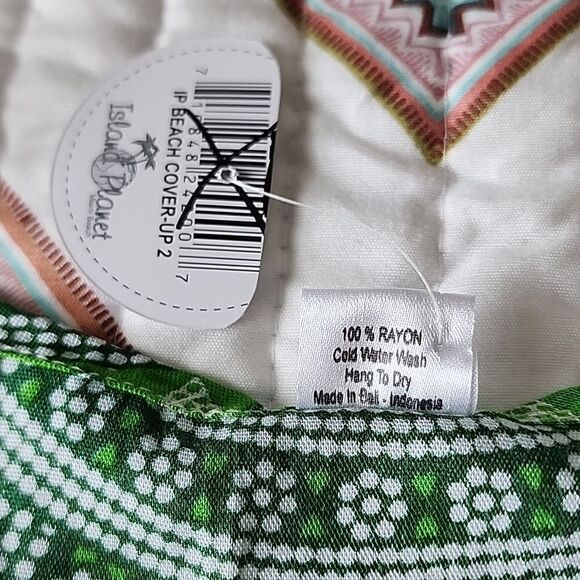 IP BEACH COVER-UP 2
Island Planet
100 % RAYON
Cold Water Wash
Hang To Dry
Made In Bali - Indonesia